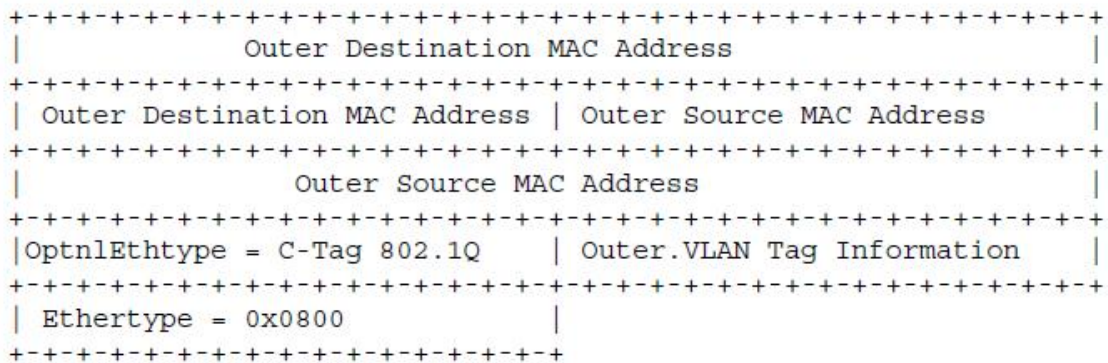 +-+-+-+-+-+-+-+-+-+-+-+-+-+-+-+-+-+-+-+-+-+-+-+-+-+-+-+-+-+-+-+-+
|             Outer Destination MAC Address                     |
+-+-+-+-+-+-+-+-+-+-+-+-+-+-+-+-+-+-+-+-+-+-+-+-+-+-+-+-+-+-+-+-+
| Outer Destination MAC Address | Outer Source MAC Address      |
+-+-+-+-+-+-+-+-+-+-+-+-+-+-+-+-+-+-+-+-+-+-+-+-+-+-+-+-+-+-+-+-+
|                Outer Source MAC Address                       |
+-+-+-+-+-+-+-+-+-+-+-+-+-+-+-+-+-+-+-+-+-+-+-+-+-+-+-+-+-+-+-+-+
|OptnlEthtype = C-Tag 802.1Q    | Outer.VLAN Tag Information    |
+-+-+-+-+-+-+-+-+-+-+-+-+-+-+-+-+-+-+-+-+-+-+-+-+-+-+-+-+-+-+-+-+
| Ethertype = 0x0800            |
+-+-+-+-+-+-+-+-+-+-+-+-+-+-+-+-+